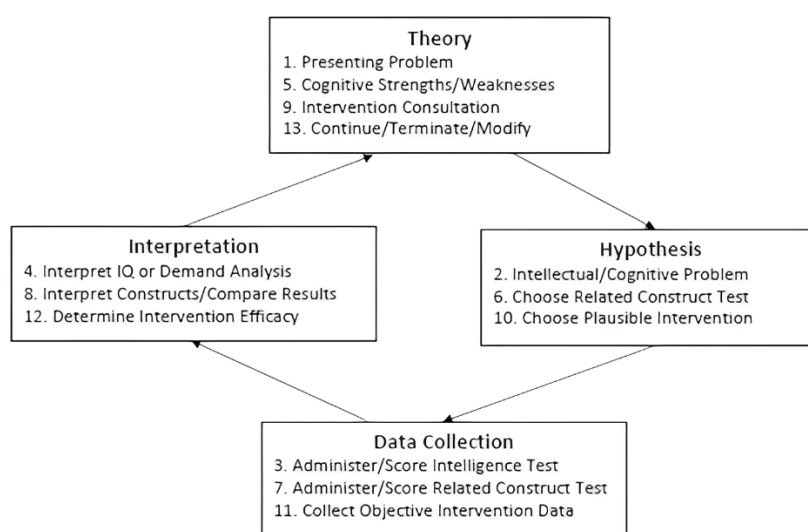 Theory
1. Presenting Problem
5. Cognitive Strengths/Weaknesses
9. Intervention Consultation
13. Continue/Terminate/Modify
Interpretation
4. Interpret IQ or Demand Analysis
8. Interpret Constructs/Compare Results
12. Determine Intervention Efficacy
Hypothesis
2. Intellectual/Cognitive Problem
6. Choose Related Construct Test
10. Choose Plausible Intervention
Data Collection
3. Administer/Score Intelligence Test
7. Administer/Score Related Construct Test
11. Collect Objective Intervention Data